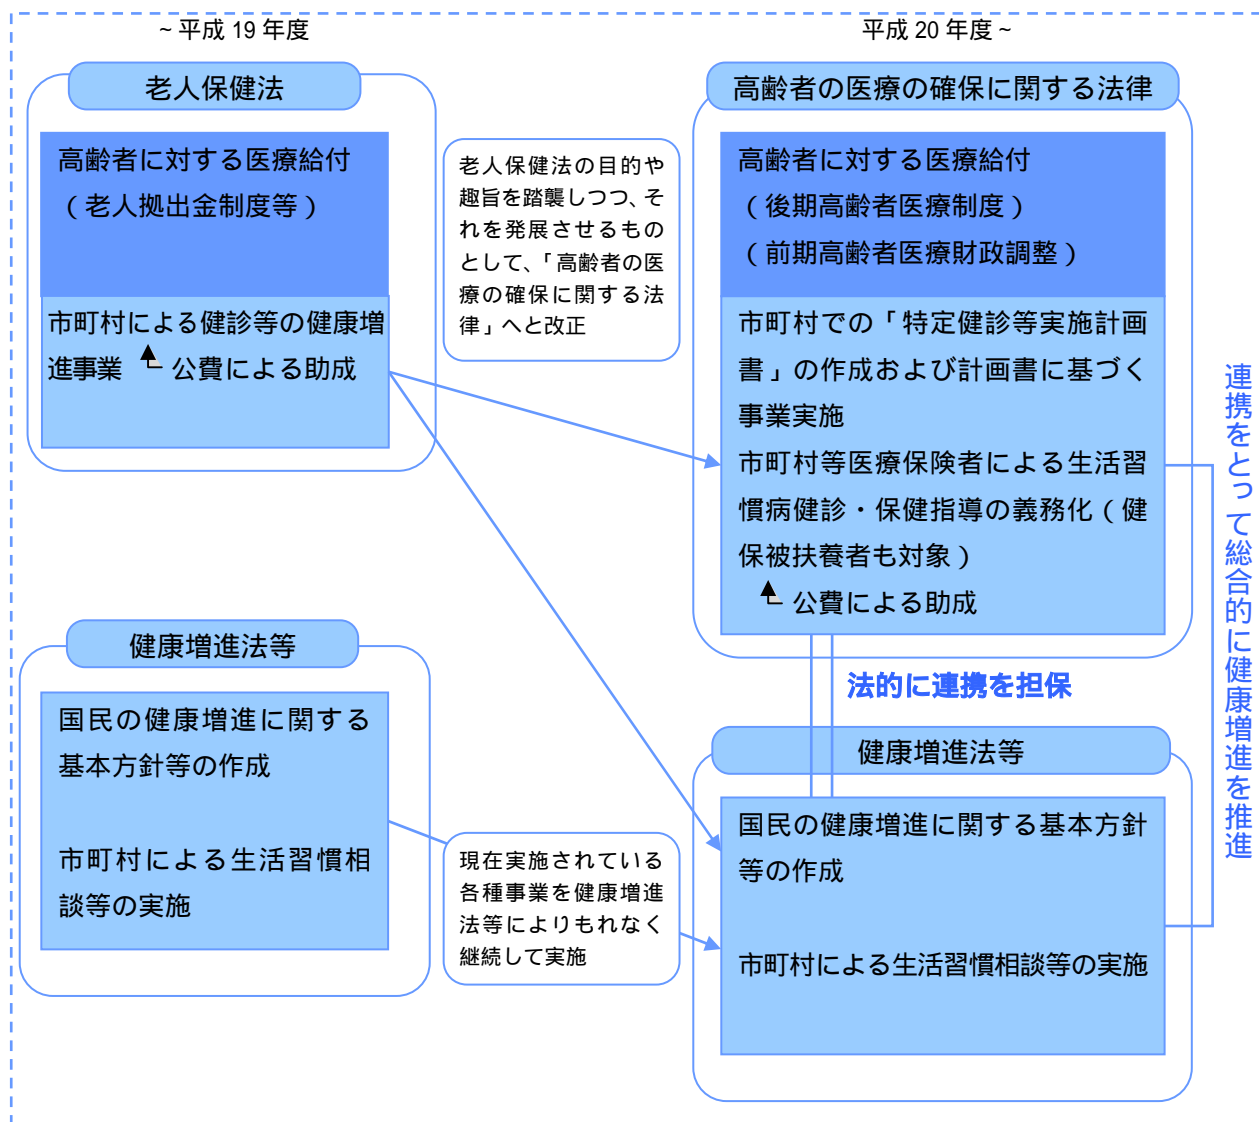 ~ 平成 19 年度
平成 20 年度 ~
老人保健法
高齢者に対する医療給付
（老人拠出金制度等）
市町村による健診等の健康増
進事業 公費による助成
老人保健法の目的や
趣旨を踏襲しつつ、そ
れを発展させるもの
として、「高齢者の医
療の確保に関する法
律」へと改正
高齢者の医療の確保に関する法律
高齢者に対する医療給付
（後期高齢者医療制度）
（前期高齢者医療財政調整）
市町村での「特定健診等実施計画
書」の作成および計画書に基づく
事業実施
市町村等医療保険者による生活習
慣病健診・保健指導の義務化（健
保被扶養者も対象）
公費による助成
連携をとって総合的に健康増進を推進
法的に連携を担保
健康増進法等
国民の健康増進に関する
基本方針等の作成
市町村による生活習慣相
談等の実施
現在実施されている
各種事業を健康増進
法等によりもれなく
継続して実施
健康増進法等
国民の健康増進に関する基本方針
等の作成
市町村による生活習慣相談等の実施